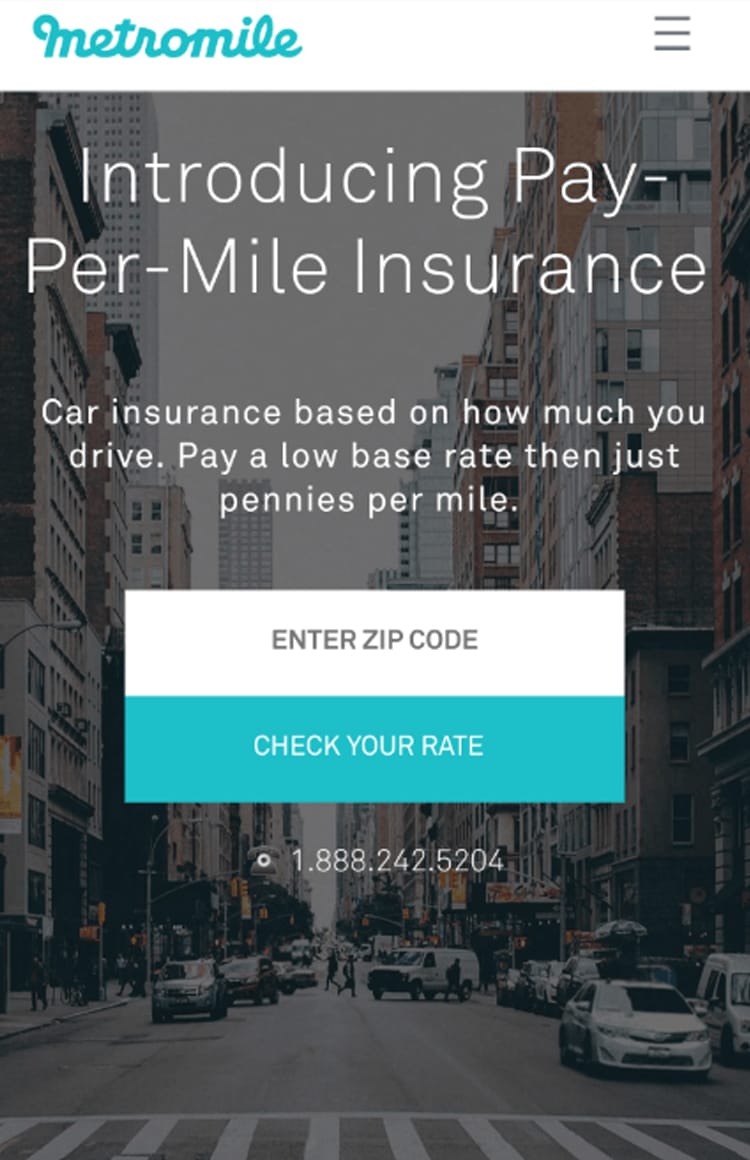 metromile
Introducing Pay-
Per-Mile Insurance
Car insurance based on how much you
drive. Pay a low base rate then just
pennies per mile.
ENTER ZIP CODE
CHECK YOUR RATE
1.888.242.5204